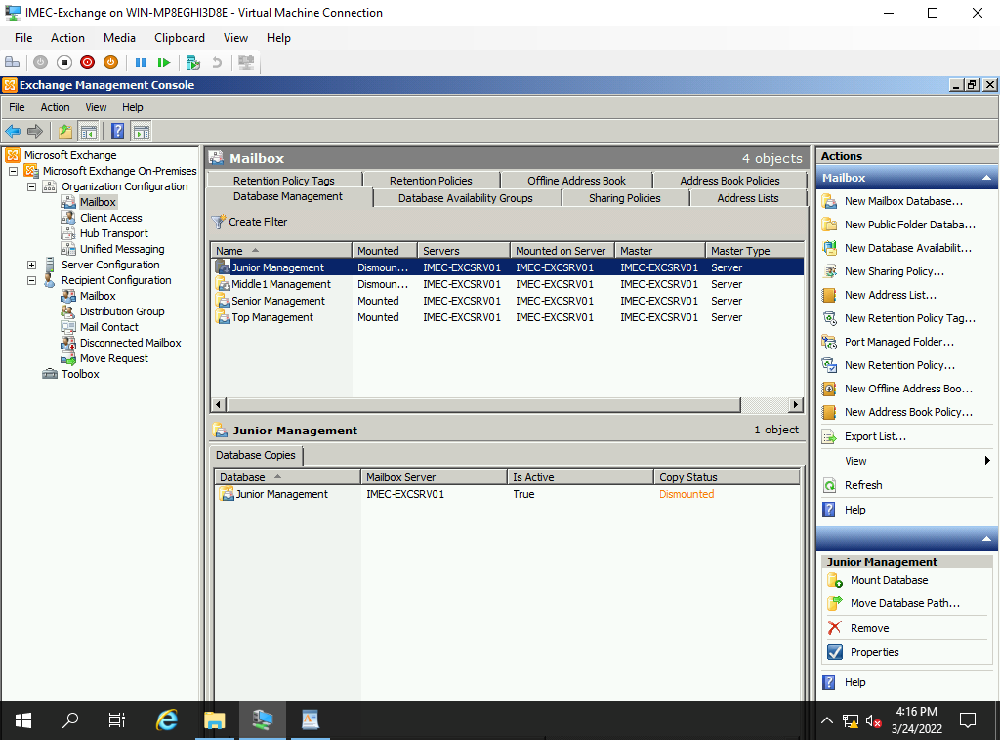 IMEC-Exchange on WIN-MP8EGHI3D8E - Virtual Machine Connection
File Action Media Clipboard View Help
Exchange Management Console
File Action View Help
Microsoft Exchange
Microsoft Exchange On-Premises
Organization Configuration
Mailbox
Client Access
Hub Transport
Unified Messaging
Server Configuration
Recipient Configuration
Mailbox
Distribution Group
Mail Contact
Disconnected Mailbox
Move Request
Toolbox
Mailbox 4 objects
Retention Policy Tags Retention Policies Offline Address Book Address Book Policies
Database Management Database Availability Groups Sharing Policies Address Lists
Create Filter
Name Mounted Servers Mounted on Server Master Master Type
Junior Management Dismoun... IMEC-EXCSRV01 IMEC-EXCSRV01 IMEC-EXCSRV01 Server
Middle1 Management Dismoun... IMEC-EXCSRV01 IMEC-EXCSRV01 IMEC-EXCSRV01 Server
Senior Management Mounted IMEC-EXCSRV01 IMEC-EXCSRV01 IMEC-EXCSRV01 Server
Top Management Mounted IMEC-EXCSRV01 IMEC-EXCSRV01 IMEC-EXCSRV01 Server
Junior Management 1 object
Database Copies
Database Mailbox Server Is Active Copy Status
Junior Management IMEC-EXCSRV01 True Dismounted
Actions
Mailbox
New Mailbox Database...
New Public Folder Databa...
New Database Availabilit...
New Sharing Policy...
New Address List...
New Retention Policy Tag...
Port Managed Folder...
New Retention Policy...
New Offline Address Boo...
New Address Book Policy...
Export List...
View
Refresh
Help
Junior Management
Mount Database
Move Database Path...
Remove
Properties
Help
4:16 PM
3/24/2022